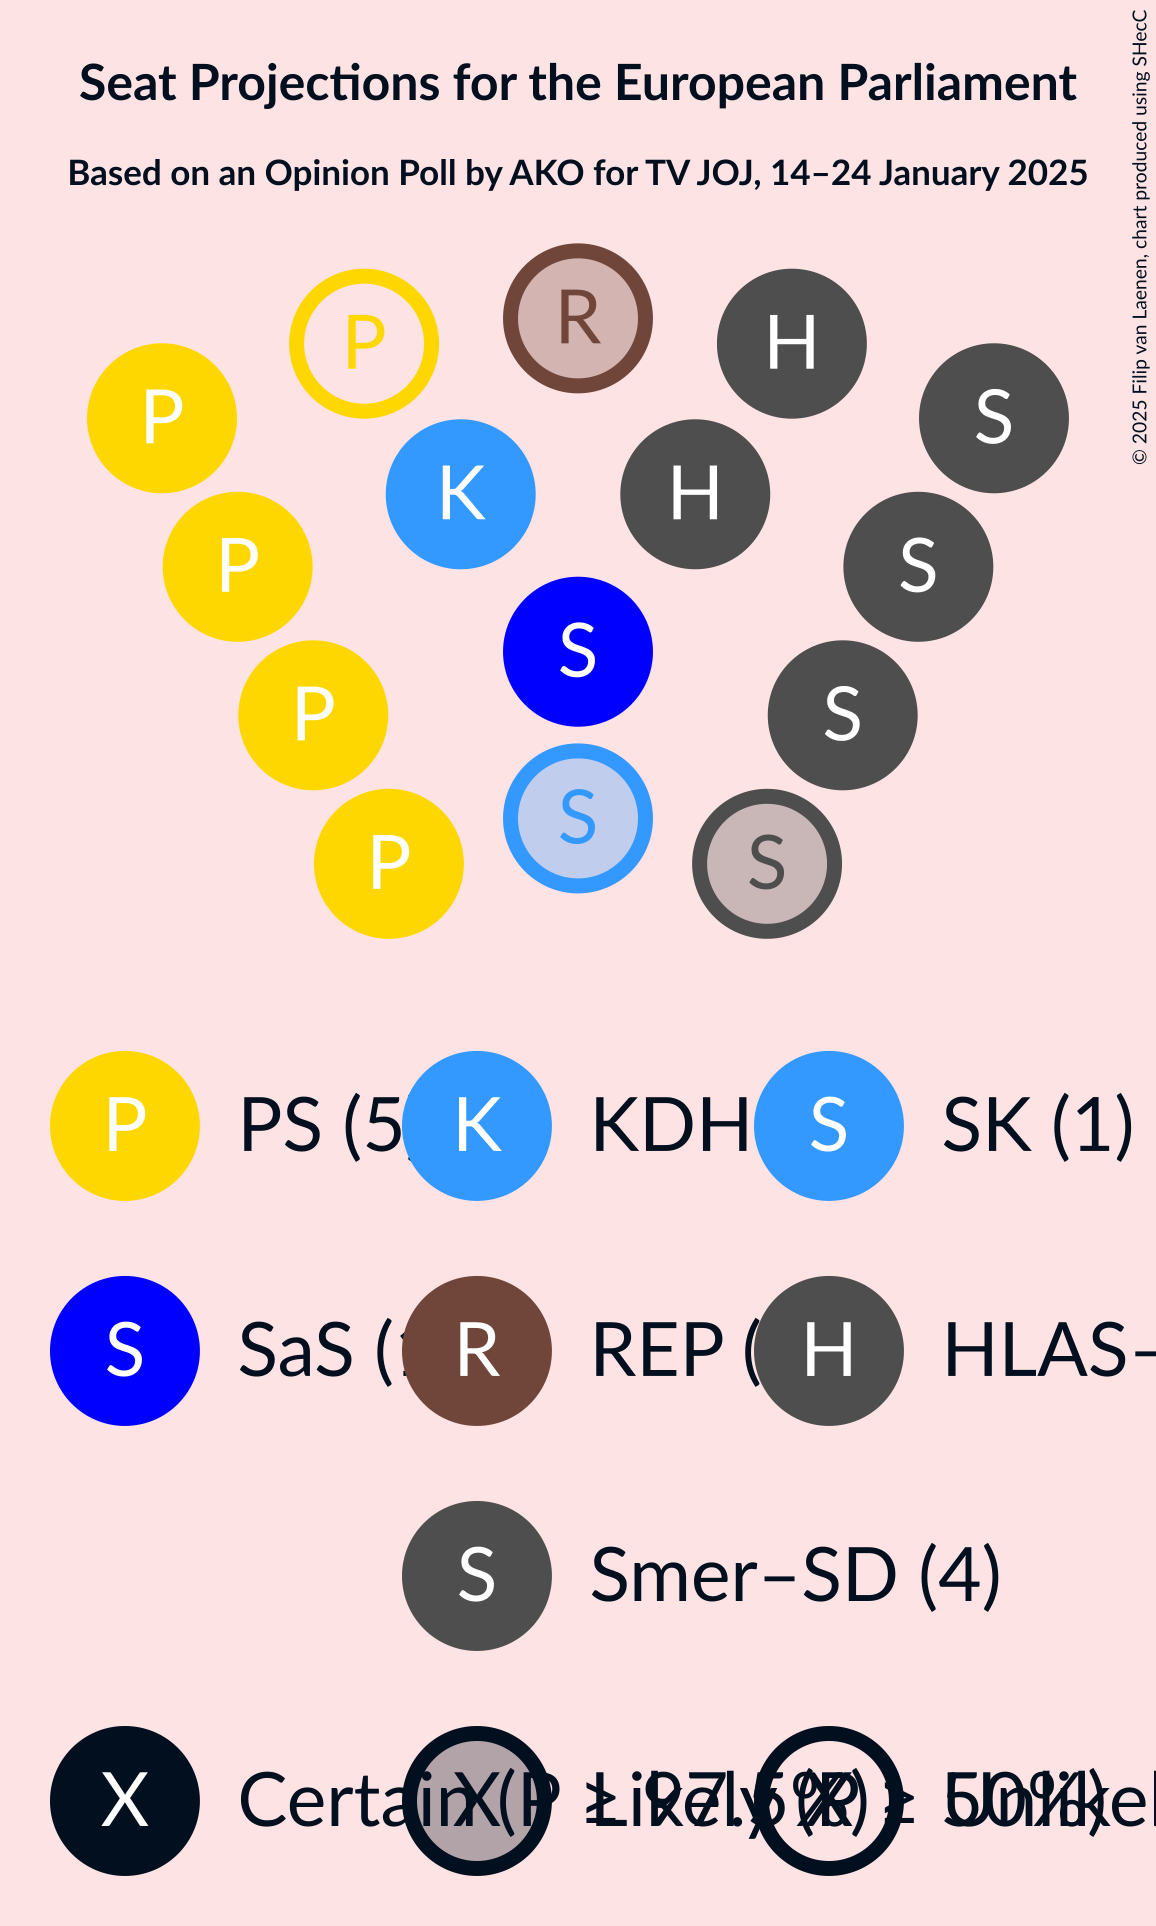 Seat Projections for the European Parliament
Based on an Opinion Poll by AKO for TV JOJ, 14–24 January 2025
© 2025 Filip van Laenen, chart produced using SHecC
R
P H
P S
K H
P S
S
P S
S
P S
P PS (5 K KDH S SK (1)
S SaS ( R REP ( H HLAS–
S Smer–SD (4)
X Certain (P ≥ 97.5%) X Likely (P ≥ 50%) X